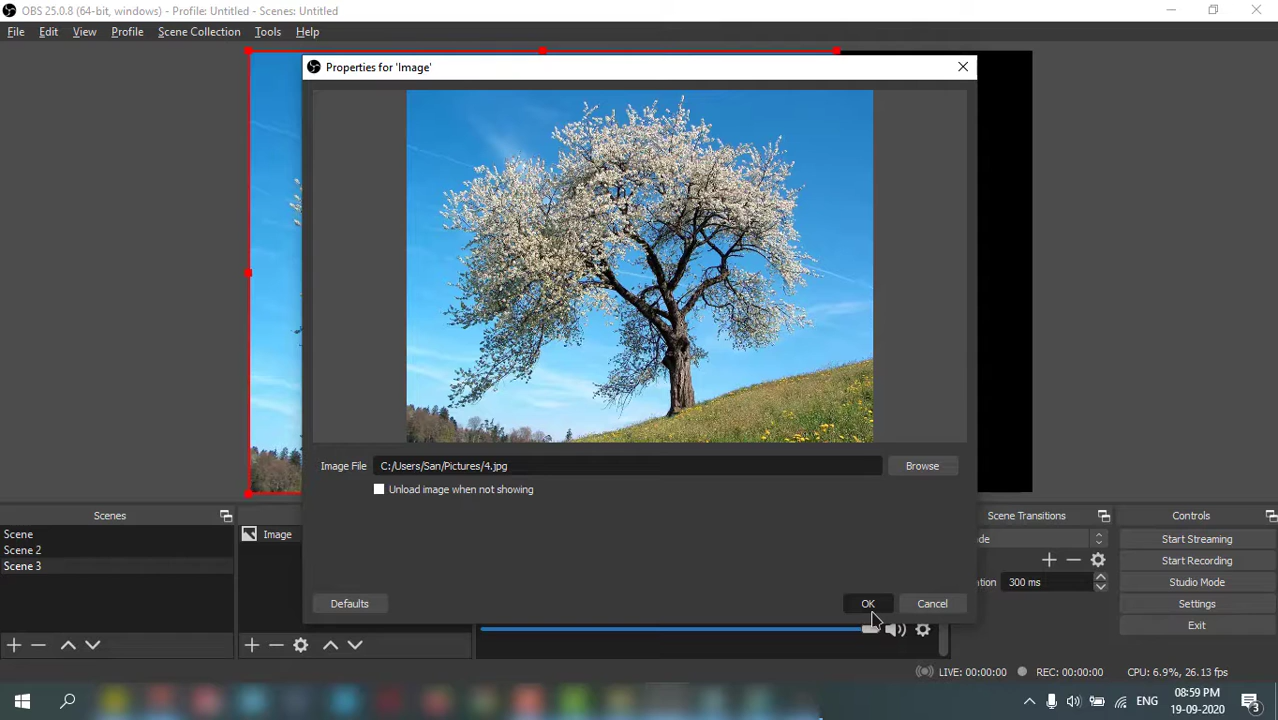 OBS 25.0.8 (64-bit, windows) - Profile: Untitled - Scenes: Untitled
File Edit View Profile Scene Collection Tools Help
Properties for 'Image'
Image File C:/Users/San/Pictures/4.jpg Browse
Unload image when not showing
Defaults OK Cancel
Scenes
Scene
Scene 2
Scene 3
Image
Scene Transitions
300 ms
Controls
Start Streaming
Start Recording
Studio Mode
Settings
Exit
LIVE: 00:00:00 REC: 00:00:00 CPU: 6.9%, 26.13 fps
ENG
08:59 PM
19-09-2020
3